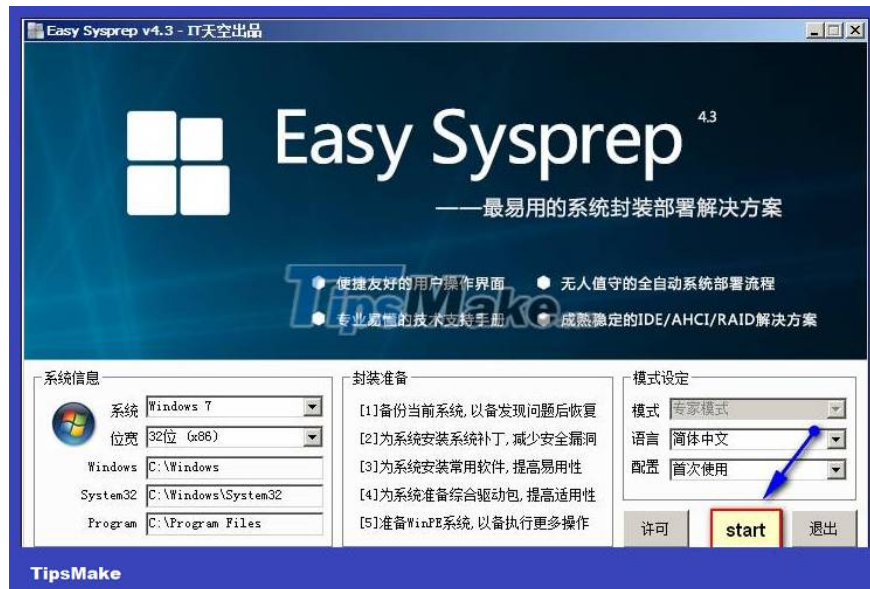 Easy Sysprep v4.3 - IT天空出品
Easy Sysprep 4.3
——最易用的系统封装部署解决方案
便捷友好的用户操作界面 无人值守的全自动系统部署流程
TipsMake.com
专业易懂的技术支持手册 成熟稳定的IDE/AHCI/RAID解决方案
系统信息
系统 Windows 7
位宽 32位 (x86)
Windows C:\Windows
System32 C:\Windows\System32
Program C:\Program Files
封装准备
[1]备份当前系统,以备发现问题后恢复
[2]为系统安装系统补丁,减少安全漏洞
[3]为系统安装常用软件,提高易用性
[4]为系统准备综合驱动包,提高适用性
[5]准备WinPE系统,以备执行更多操作
模式设定
模式 专家模式
语言 简体中文
配置 首次使用
许可 start 退出
TipsMake